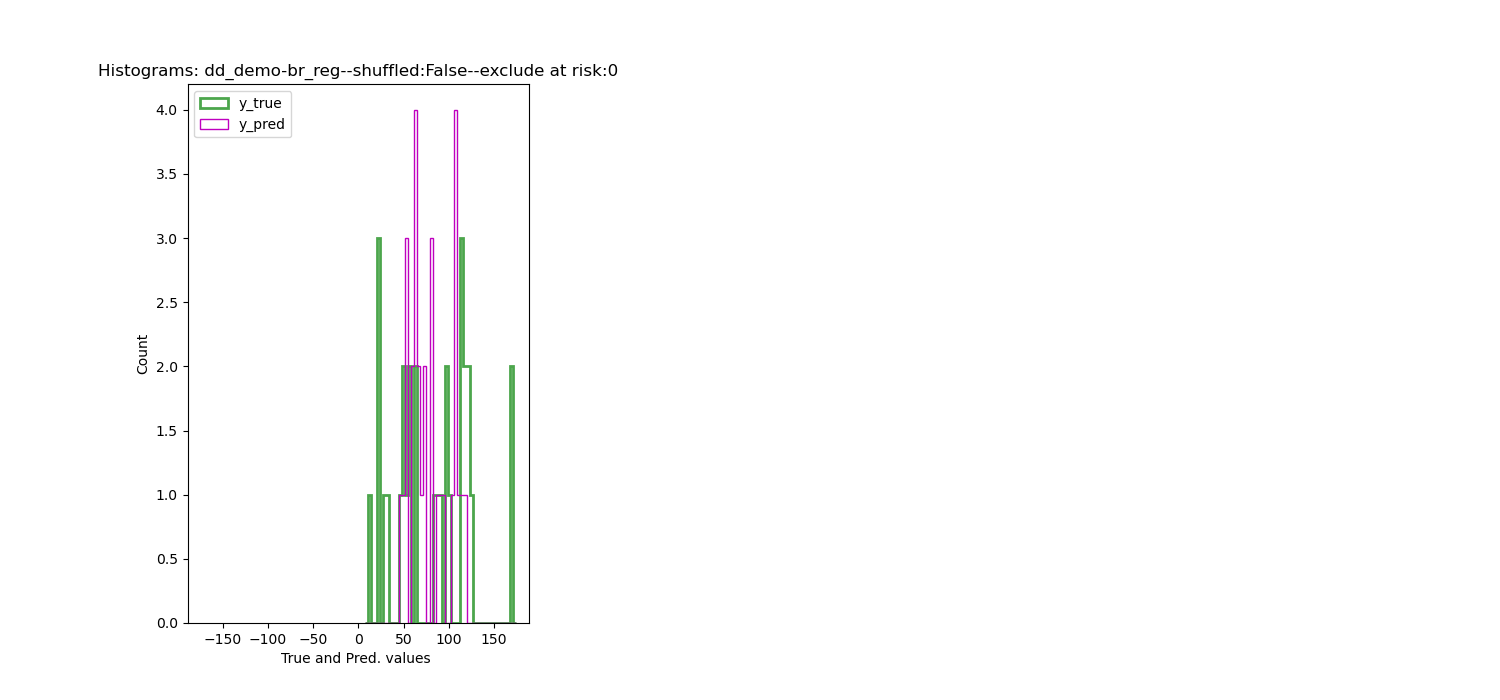 Histograms: dd_demo-br_reg--shuffled:False--exclude at risk:0
y_true
y_pred
4.0
3.5
3.0
2.5
2.0
1.5
1.0
0.5
0.0
Count
−150 −100 −50 0 50 100 150
True and Pred. values